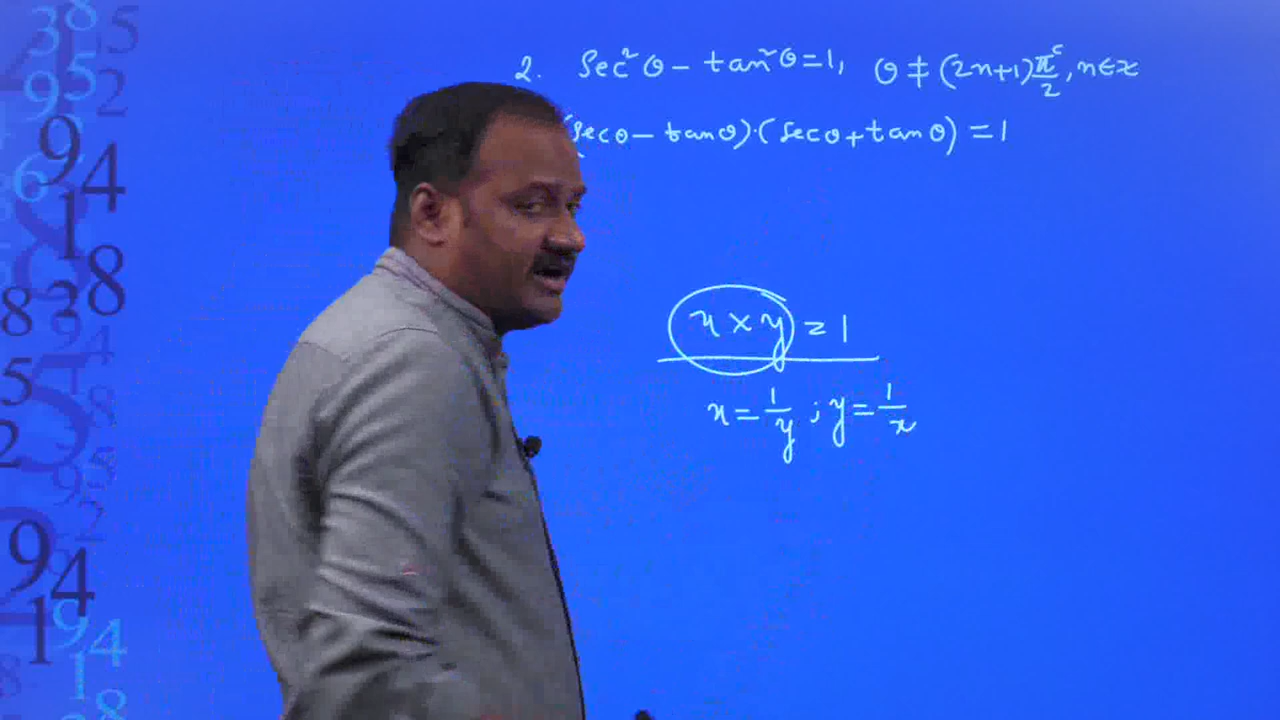 2. Sec²θ - tan²θ = 1, θ ≠ (2n+1)π^c/2, n∈z
(Secθ - tanθ)·(Secθ + tanθ) = 1
x × y = 1
x = 1/y ; y = 1/x